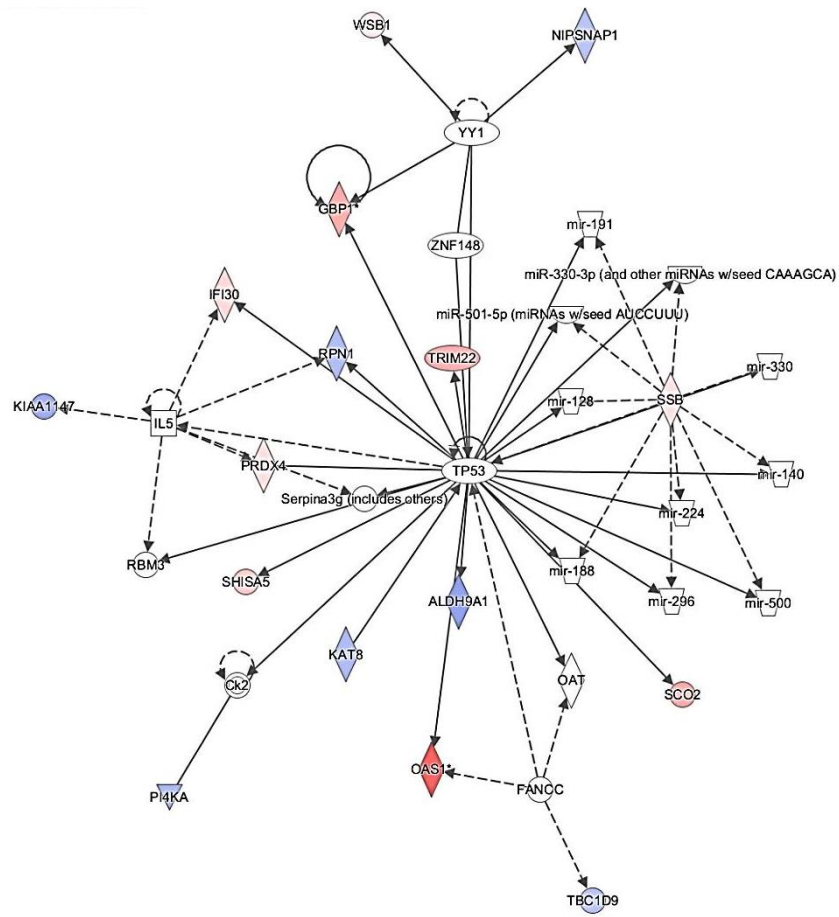 WSB1
NIPSNAP1
YY1
GBP1*
mir-191
ZNF148
miR-330-3p (and other miRNAs w/seed CAAAGCA)
IFI30
miR-501-5p (miRNAs w/seed AUCCUUU)
RPN1
TRIM22
mir-330
KIAA1147
mir-128
SSB
IL5
PRDX4
TP53
mir-140
Serpina3g (includes others)
mir-224
RBM3
SHISA5
mir-188
ALDH9A1
mir-296
mir-500
KAT8
Ck2
OAT
SCO2
OAS1*
PI4KA
FANCC
TBC1D9